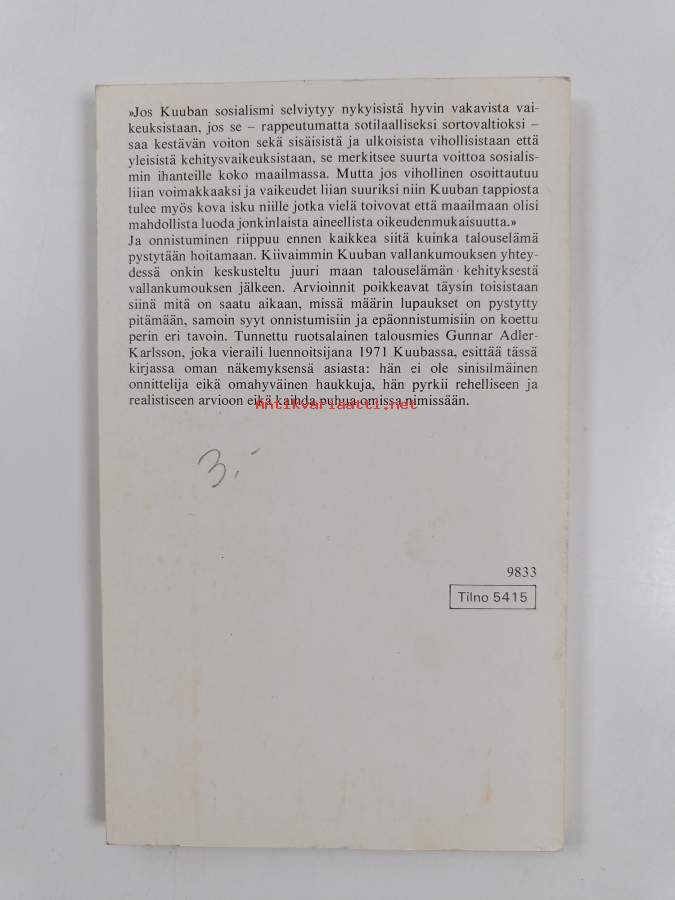 »Jos Kuuban sosialismi selviytyy nykyisistä hyvin vakavista vai-
keuksistaan, jos se – rappeutumatta sotilaalliseksi sortovaltioksi –
saa kestävän voiton sekä sisäisistä ja ulkoisista vihollisistaan että
yleisistä kehitysvaikeuksistaan, se merkitsee suurta voittoa sosialis-
min ihanteille koko maailmassa. Mutta jos vihollinen osoittautuu
liian voimakkaaksi ja vaikeudet liian suuriksi niin Kuuban tappiosta
tulee myös kova isku niille jotka vielä toivovat että maailmaan olisi
mahdollista luoda jonkinlaista aineellista oikeudenmukaisuutta.»
Ja onnistuminen riippuu ennen kaikkea siitä kuinka talouselämä
pystytään hoitamaan. Kiivaimmin Kuuban vallankumouksen yhtey-
dessä onkin keskusteltu juuri maan talouselämän kehityksestä
vallankumouksen jälkeen. Arvioinnit poikkeavat täysin toisistaan
siinä mitä on saatu aikaan, missä määrin lupaukset on pystytty
pitämään, samoin syyt onnistumisiin ja epäonnistumisiin on koettu
perin eri tavoin. Tunnettu ruotsalainen talousmies Gunnar Adler-
Karlsson, joka vieraili luennoitsijana 1971 Kuubassa, esittää tässä
kirjassa oman näkemyksensä asiasta: hän ei ole sinisilmäinen
onnittelija eikä omahyväinen haukkuja, hän pyrkii rehelliseen ja
realistiseen arvioon eikä kaihda puhua omissa nimissään.
Antikvariaatti.net
3,-
9833
Tilno 5415